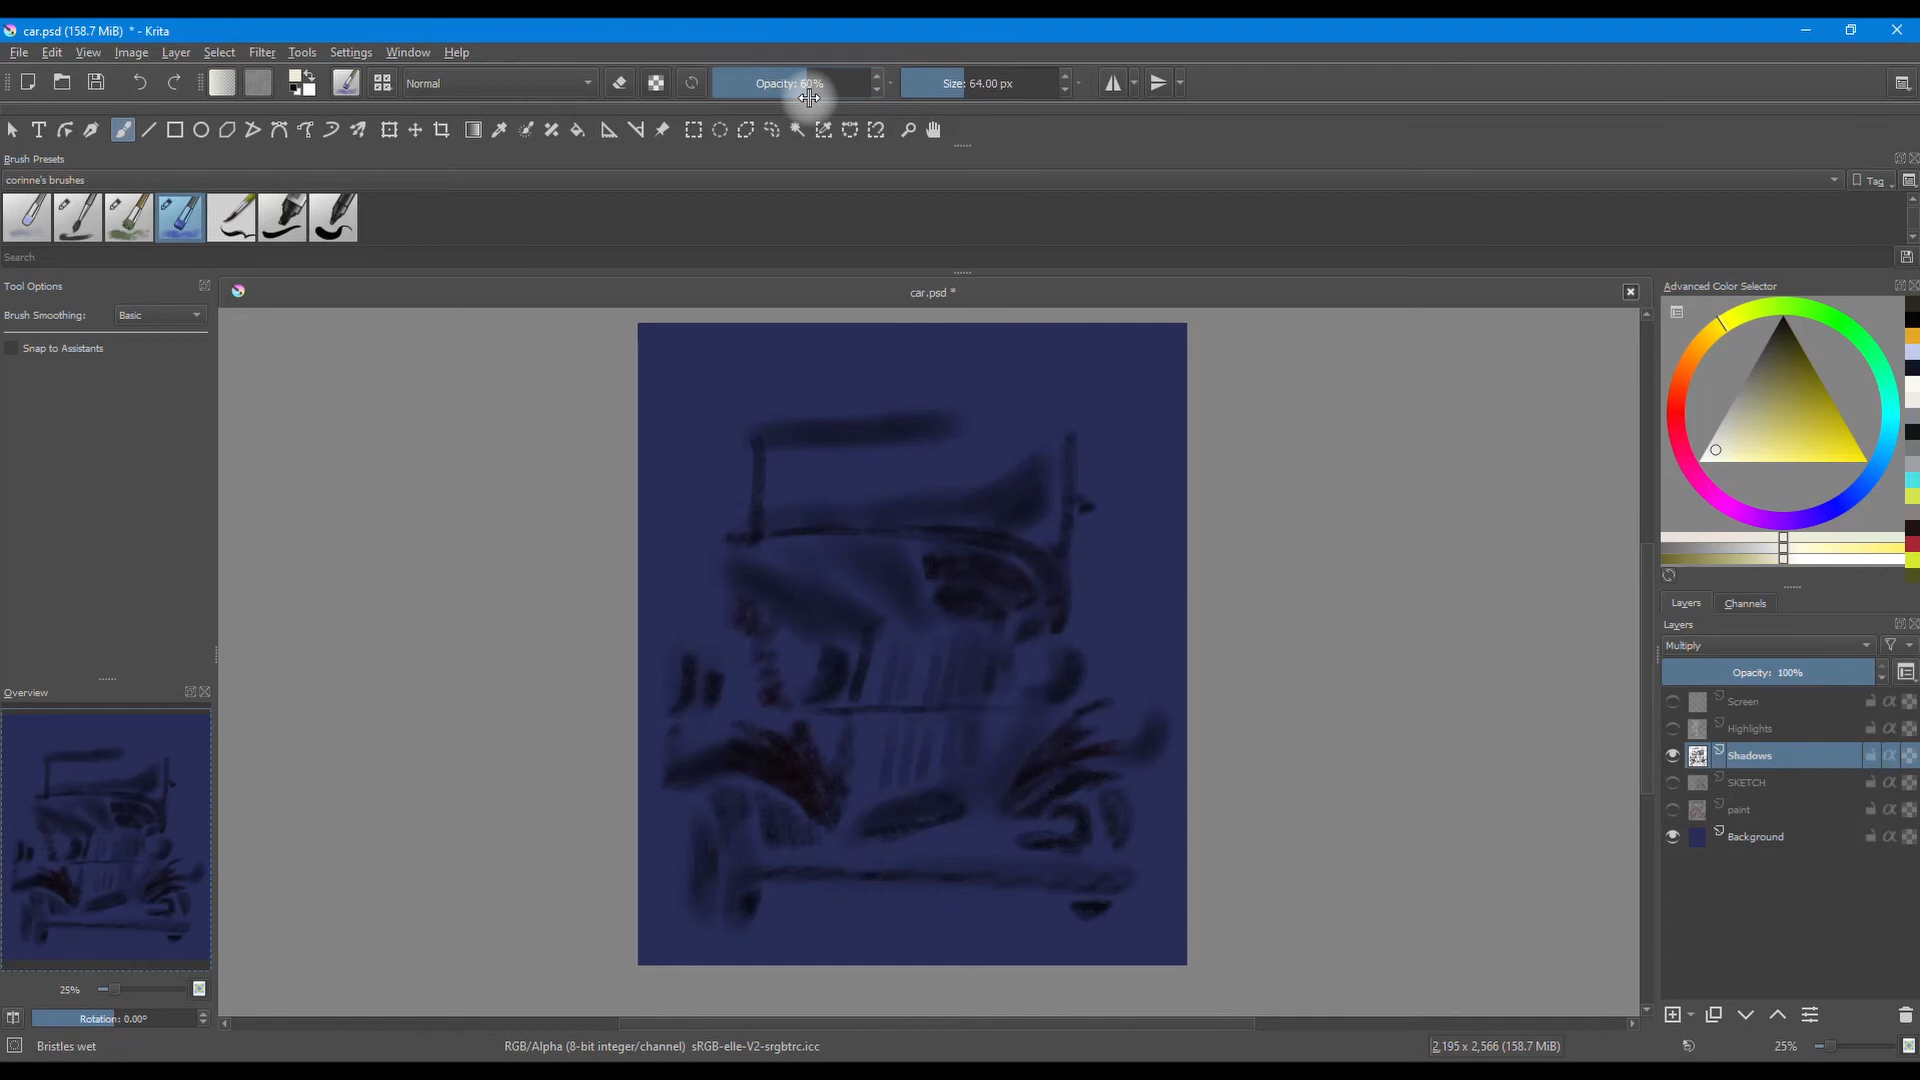 car.psd (158.7 MiB) * - Krita
File Edit View Image Layer Select Filter Tools Settings Window Help
Normal Opacity: 60% Size: 64.00 px
Brush Presets
corinne's brushes Tag
Search
Tool Options car.psd * Advanced Color Selector
Brush Smoothing: Basic
Snap to Assistants
Layers Channels
Layers
Multiply
Opacity: 100%
Screen
Highlights
Shadows
SKETCH
paint
Background
Overview
25%
Rotation: 0.00°
Bristles wet RGB/Alpha (8-bit integer/channel) sRGB-elle-V2-srgbtrc.icc 2,195 x 2,566 (158.7 MiB) 25%